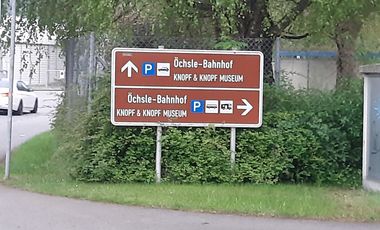 Öchsle-Bahnhof
P
KNOPF & KNOPF MUSEUM
Öchsle-Bahnhof
P
KNOPF & KNOPF MUSEUM